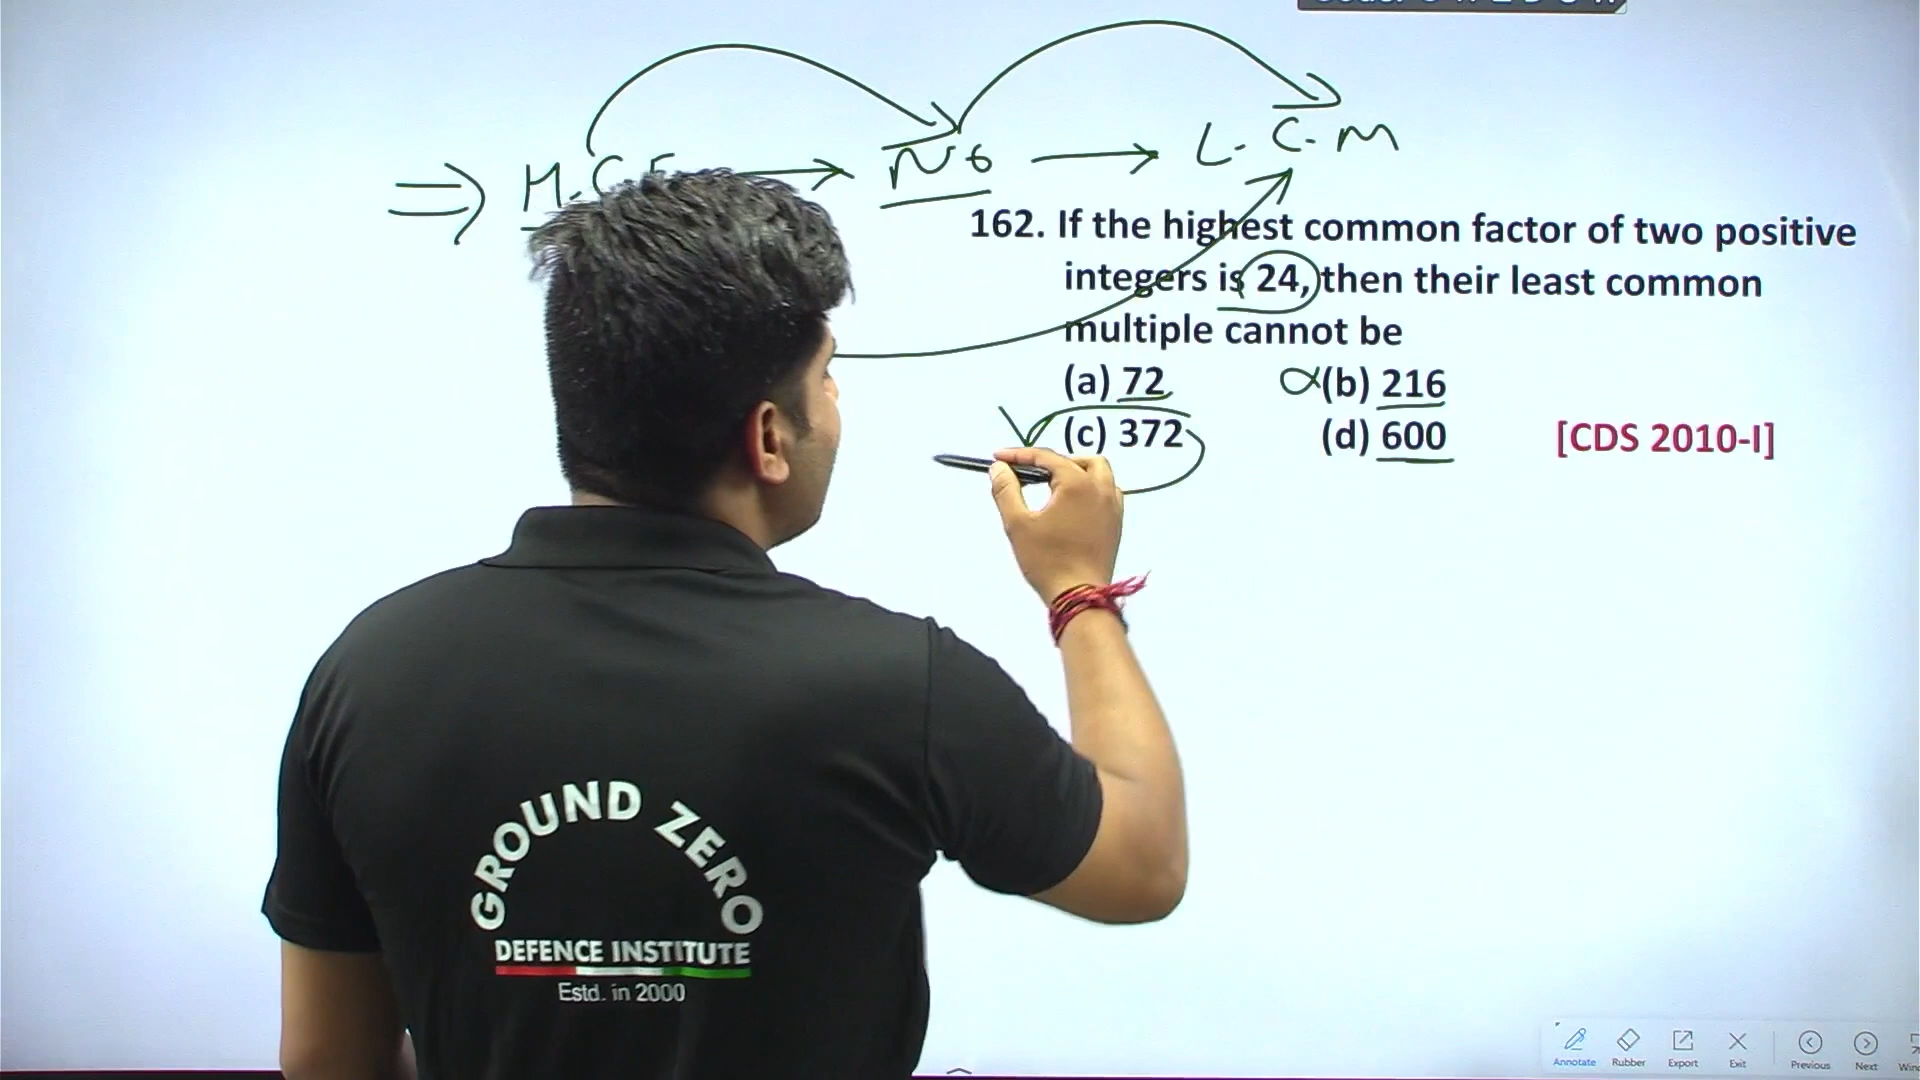 H.C.F → No → L.C.M
162. If the highest common factor of two positive
integers is 24, then their least common
multiple cannot be
(a) 72 (b) 216
(c) 372 (d) 600 [CDS 2010-I]
GROUND ZERO
DEFENCE INSTITUTE
Estd. in 2000
Annotate Rubber Export Exit Previous Next